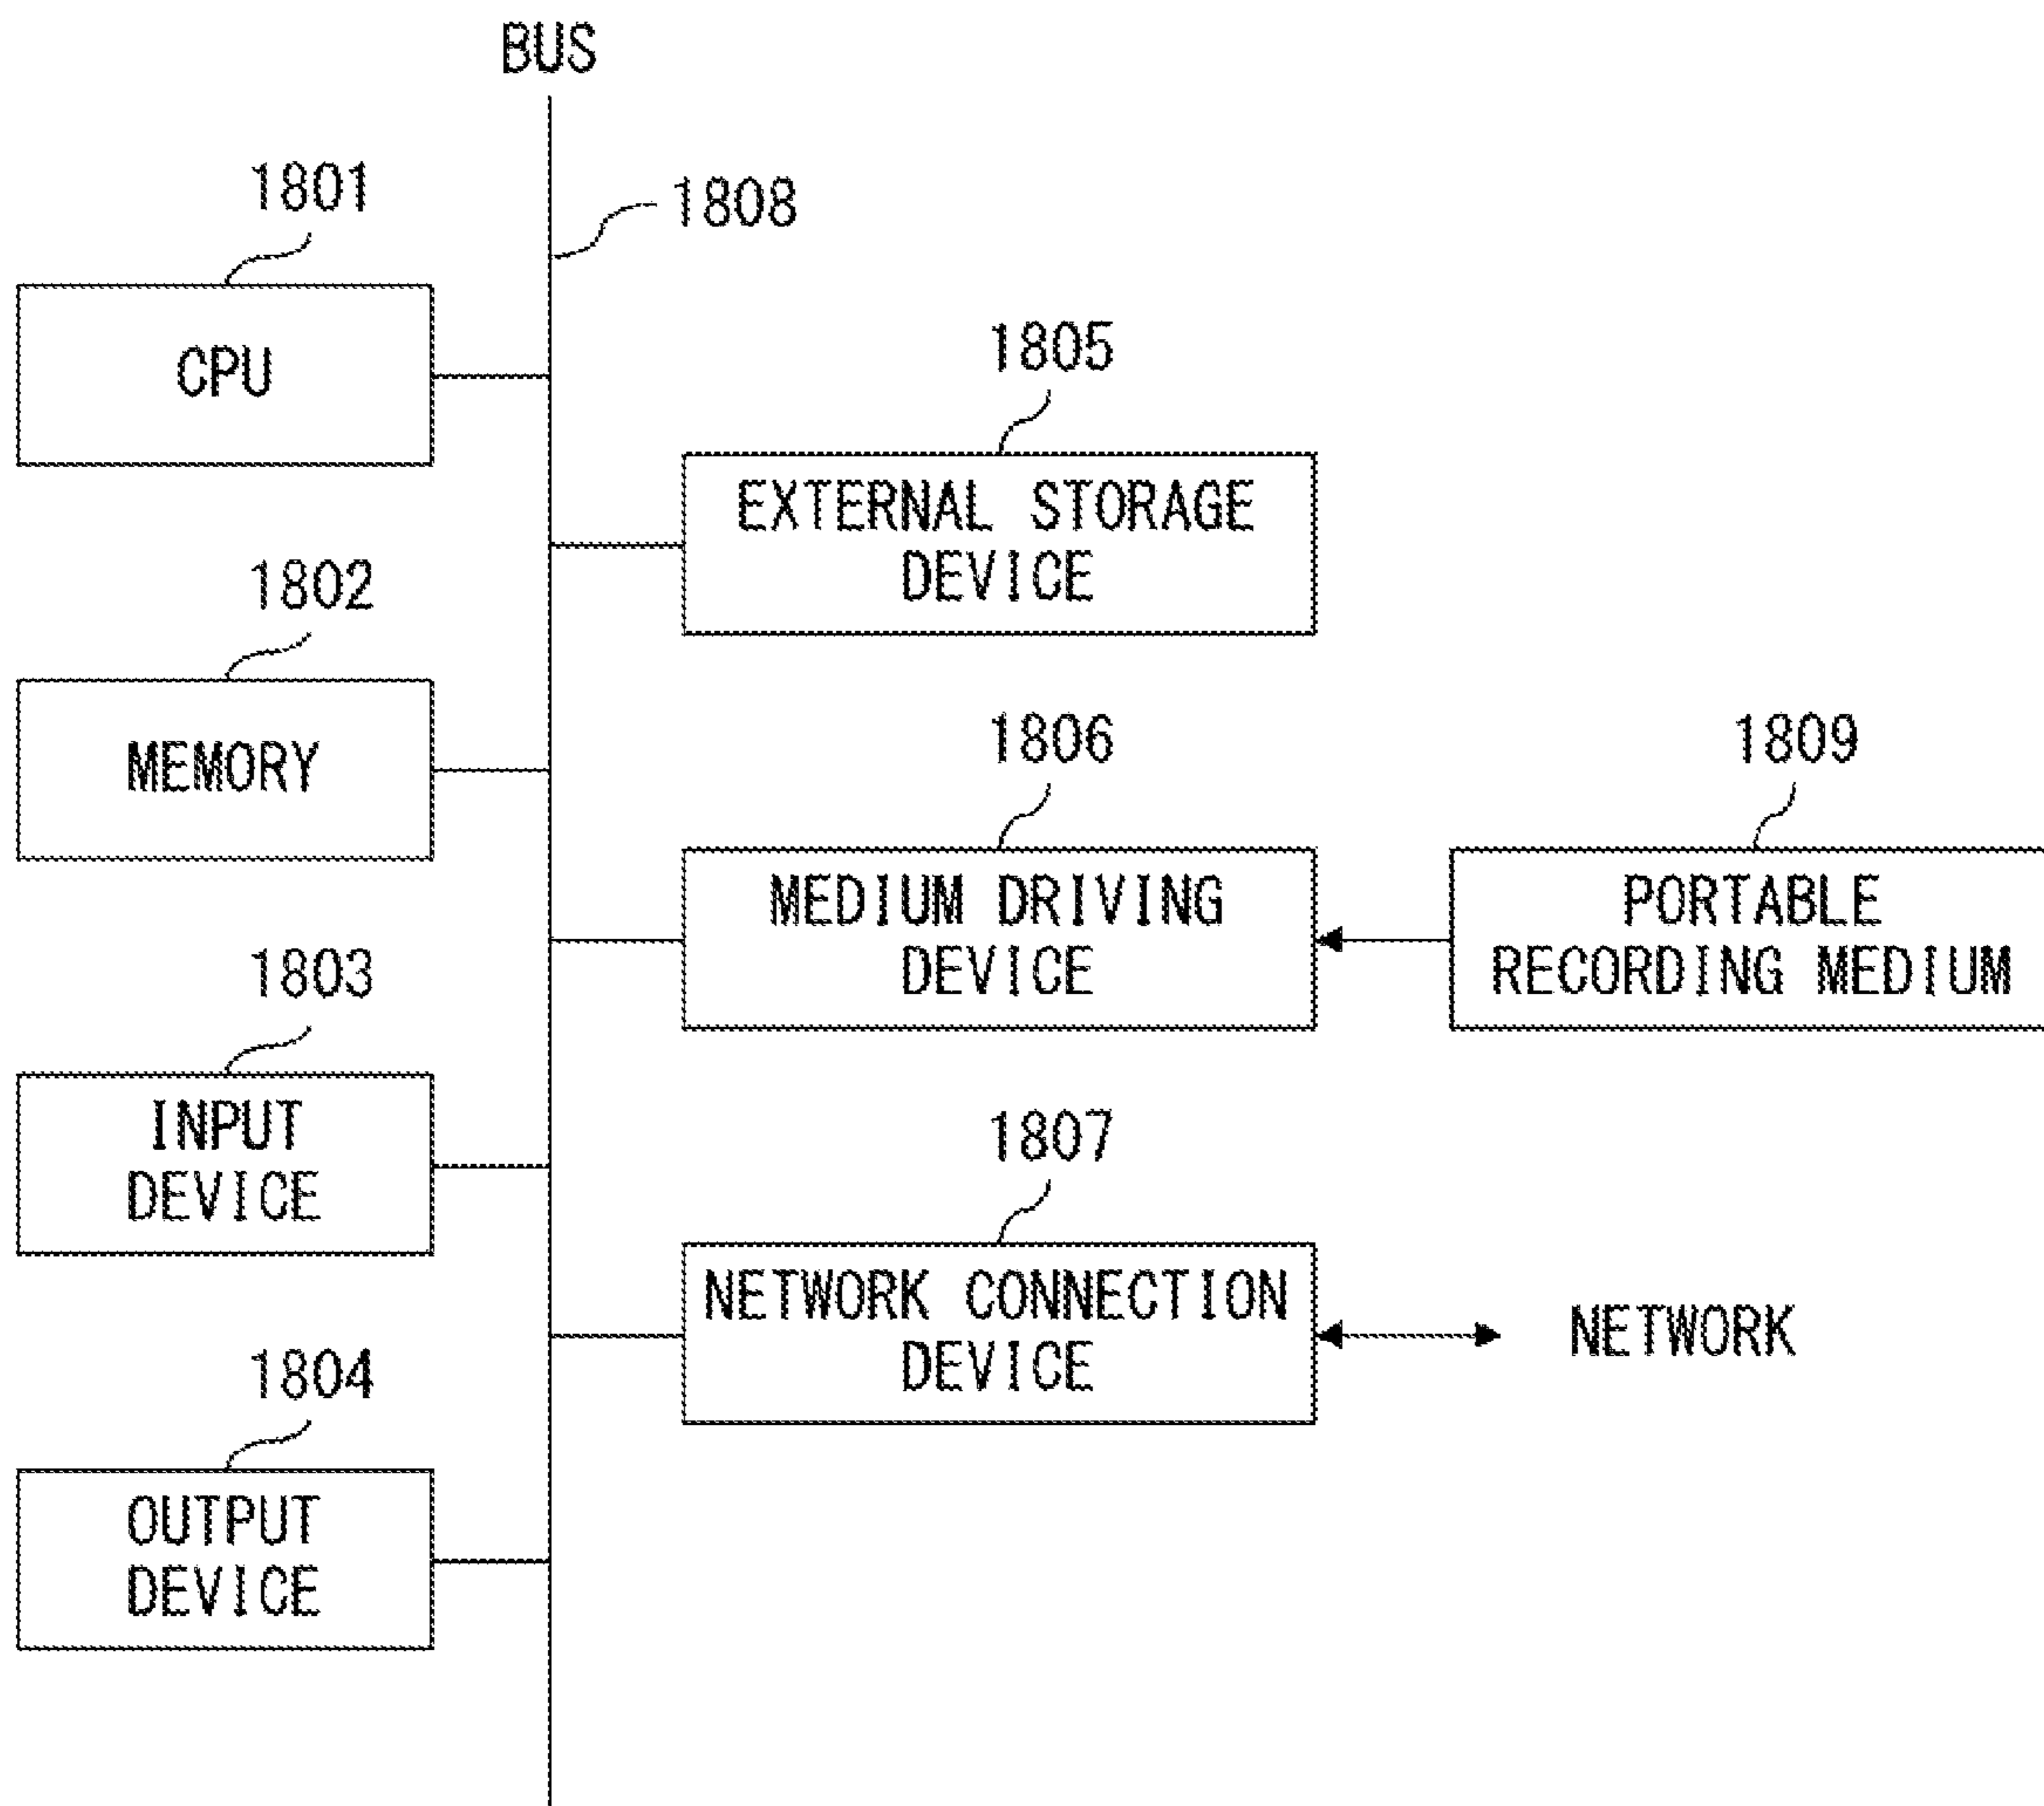 BUS
1801
1808
CPU
1805
EXTERNAL STORAGE
DEVICE
1802
MEMORY
1806
1809
MEDIUM DRIVING
DEVICE
PORTABLE
RECORDING MEDIUM
1803
INPUT
DEVICE
1807
NETWORK CONNECTION
DEVICE
NETWORK
1804
OUTPUT
DEVICE